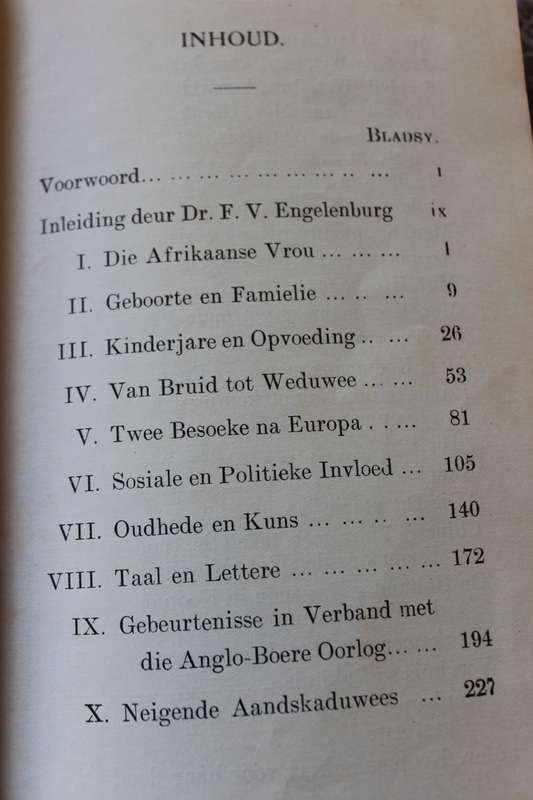 INHOUD.
BLADSY.
Voorwoord... ... ... ... ... ... ... .. ... 1
Inleiding deur Dr. F. V. Engelenburg ix
I. Die Afrikaanse Vrou ... ... ... 1
II. Geboorte en Famielie ... .. ... 9
III. Kinderjare en Opvoeding .. ... 26
IV. Van Bruid tot Weduwee ... ... 53
V. Twee Besoeke na Europa . . ... 81
VI. Sosiale en Politieke Invloed ... 105
VII. Oudhede en Kuns ... ... .. ... 140
VIII. Taal en Lettere ... ... ... ... ... 172
IX. Gebeurtenisse in Verband met
die Anglo-Boere Oorlog... ... 194
X. Neigende Aandskaduwees ... 227